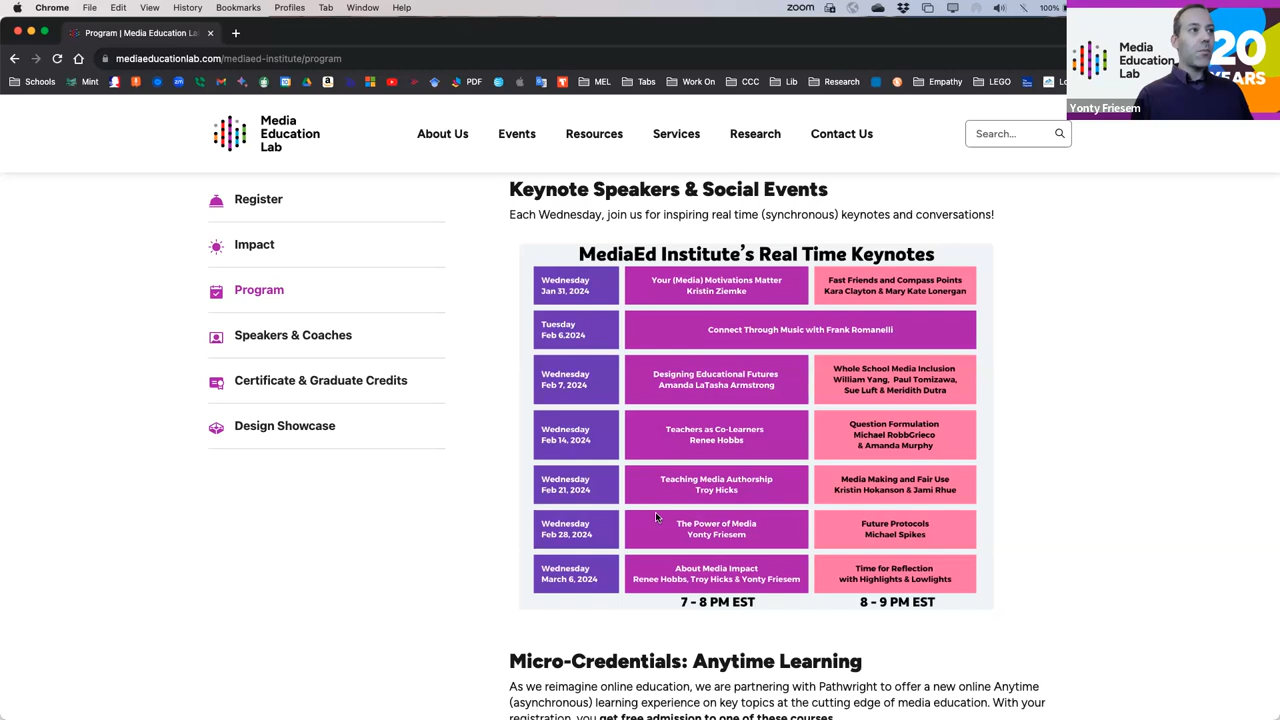 Chrome File Edit View History Bookmarks Profiles Tab Window Help
zoom
100%
Program | Media Education Lab
mediaeducationlab.com/mediaed-institute/program
Schools Mint PDF MEL Tabs Work On CCC Lib Research Empathy LEGO
Media
Education
Lab
20
YEARS
Yonty Friesem
Media
Education
Lab
About Us Events Resources Services Research Contact Us
Search...
Register
Impact
Program
Speakers & Coaches
Certificate & Graduate Credits
Design Showcase
Keynote Speakers & Social Events
Each Wednesday, join us for inspiring real time (synchronous) keynotes and conversations!
MediaEd Institute's Real Time Keynotes
Wednesday
Jan 31, 2024
Your (Media) Motivations Matter
Kristin Ziemke
Fast Friends and Compass Points
Kara Clayton & Mary Kate Lonergan
Tuesday
Feb 6,2024
Connect Through Music with Frank Romanelli
Wednesday
Feb 7, 2024
Designing Educational Futures
Amanda LaTasha Armstrong
Whole School Media Inclusion
William Yang, Paul Tomizawa,
Sue Luft & Meridith Dutra
Wednesday
Feb 14, 2024
Teachers as Co-Learners
Renee Hobbs
Question Formulation
Michael RobbGrieco
& Amanda Murphy
Wednesday
Feb 21, 2024
Teaching Media Authorship
Troy Hicks
Media Making and Fair Use
Kristin Hokanson & Jami Rhue
Wednesday
Feb 28, 2024
The Power of Media
Yonty Friesem
Future Protocols
Michael Spikes
Wednesday
March 6, 2024
About Media Impact
Renee Hobbs, Troy Hicks & Yonty Friesem
Time for Reflection
with Highlights & Lowlights
7 - 8 PM EST
8 - 9 PM EST
Micro-Credentials: Anytime Learning
As we reimagine online education, we are partnering with Pathwright to offer a new online Anytime
(asynchronous) learning experience on key topics at the cutting edge of media education. With your
registration, you get free admission to one of these courses.